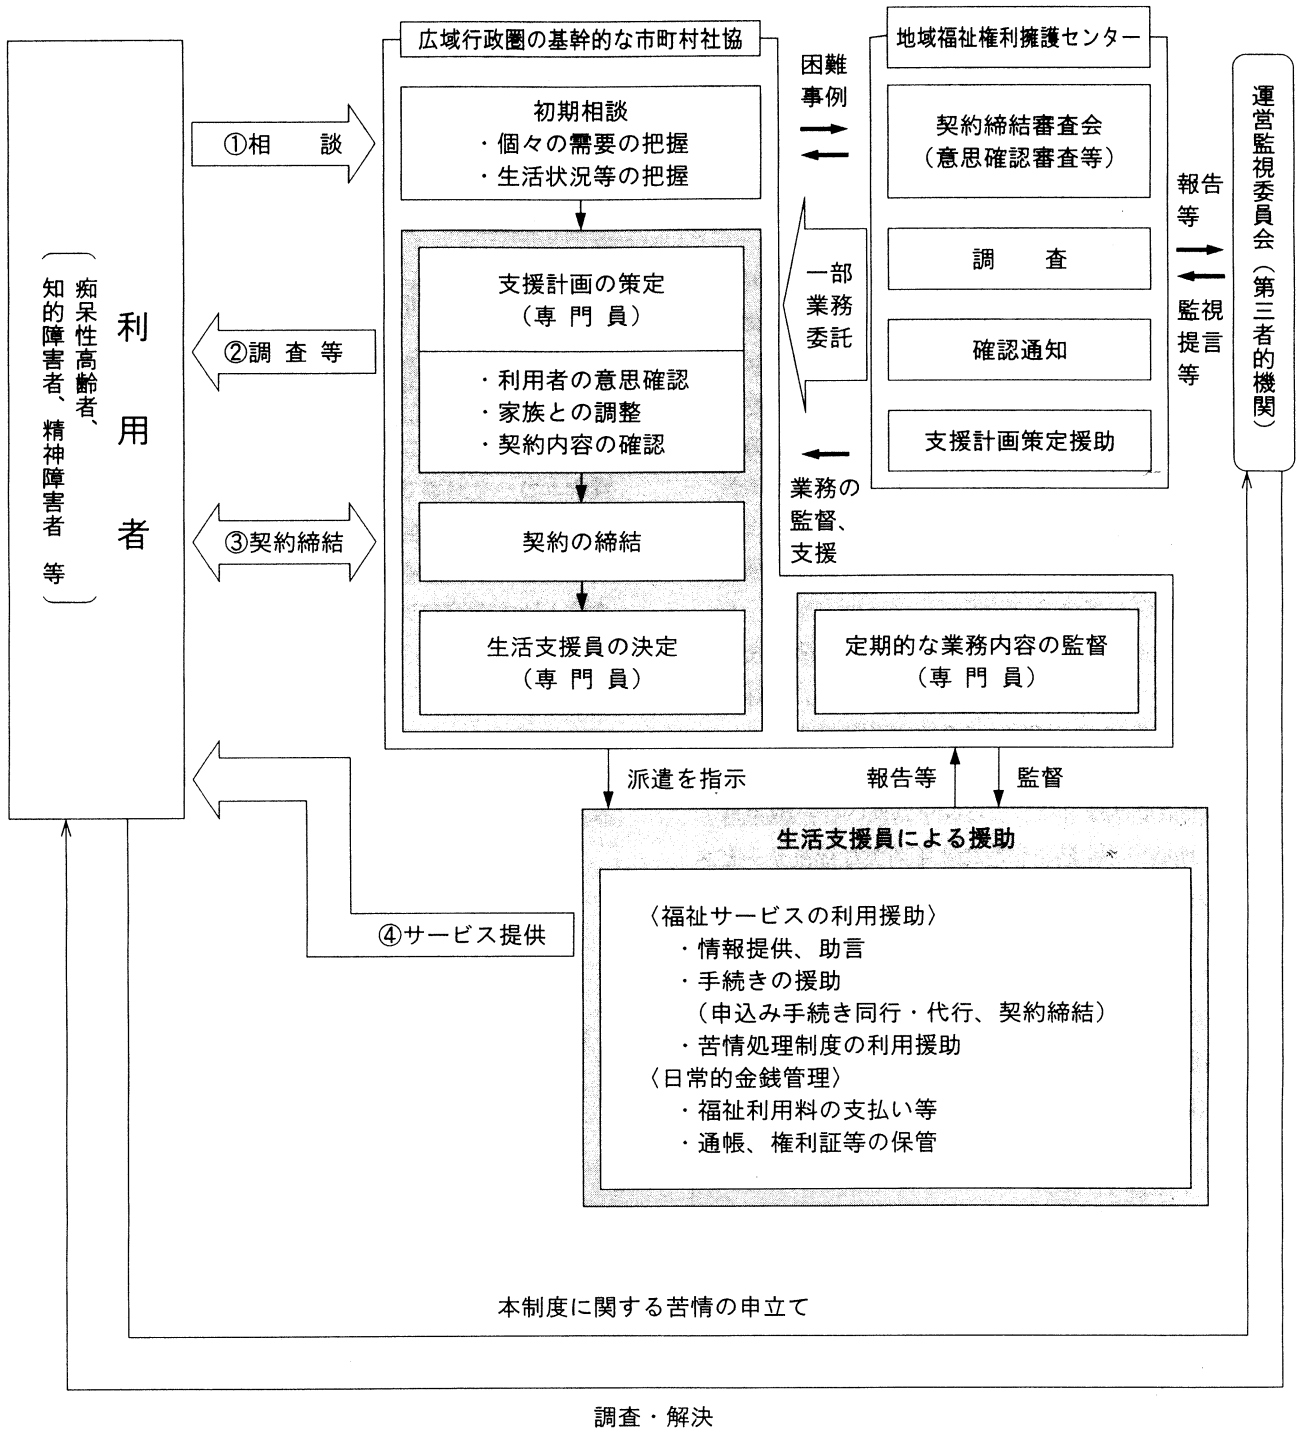 利用者
痴呆性高齢者、
知的障害者、精神障害者 等
①相 談
②調 査 等
③契約締結
④サービス提供
広域行政圏の基幹的な市町村社協
初期相談
・個々の需要の把握
・生活状況等の把握
支援計画の策定
（専 門 員）
・利用者の意思確認
・家族との調整
・契約内容の確認
契約の締結
生活支援員の決定
（専 門 員）
困難
事例
一部
業務
委託
業務の
監督、
支援
地域福祉権利擁護センター
契約締結審査会
（意思確認審査等）
調 査
確認通知
支援計画策定援助
報告
等
監視
提言
等
運営監視委員会（第三者的機関）
定期的な業務内容の監督
（専 門 員）
派遣を指示
報告等
監督
生活支援員による援助
〈福祉サービスの利用援助〉
・情報提供、助言
・手続きの援助
（申込み手続き同行・代行、契約締結）
・苦情処理制度の利用援助
〈日常的金銭管理〉
・福祉利用料の支払い等
・通帳、権利証等の保管
本制度に関する苦情の申立て
調査・解決